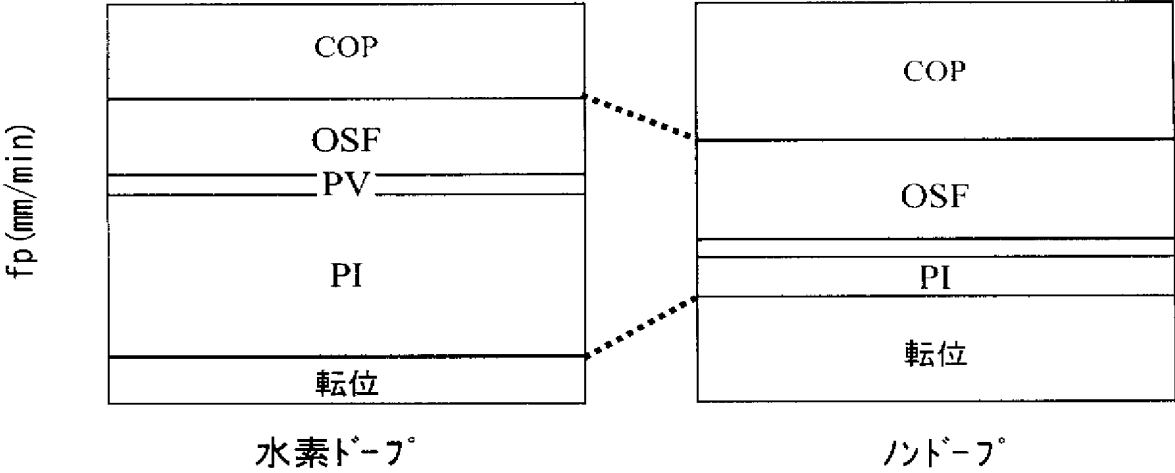 fp(mm/min)
COP
OSF
PV
PI
転位
水素ﾄﾞｰﾌﾟ
COP
OSF
PI
転位
ﾉﾝﾄﾞｰﾌﾟ